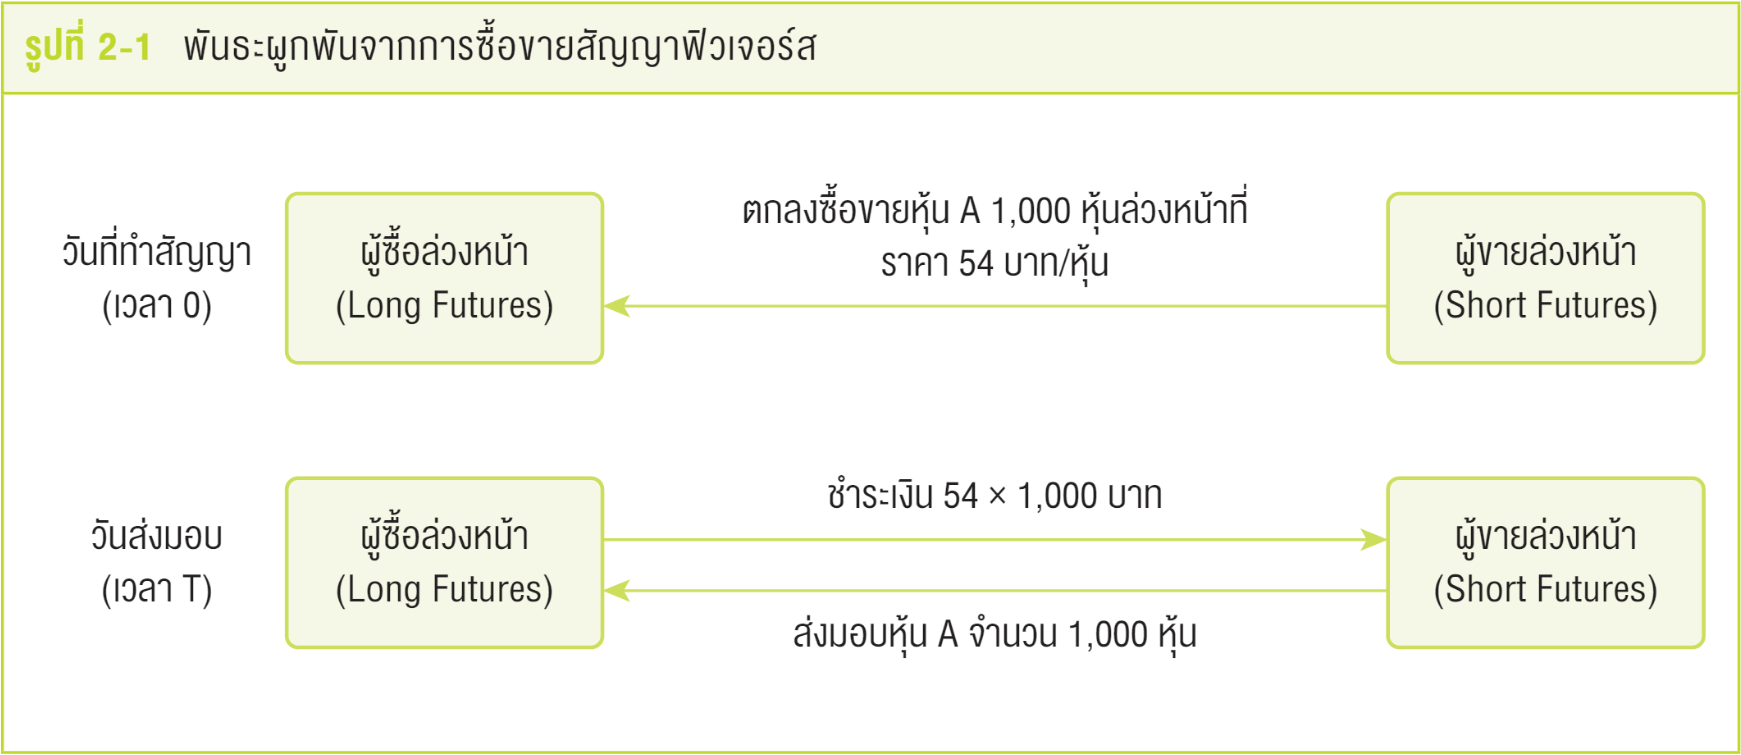 รูปที่ 2-1 พันธะผูกพันจากการซื้อขายสัญญาฟิวเจอร์ส
วันที่ทำสัญญา
(เวลา 0)
ผู้ซื้อล่วงหน้า
(Long Futures)
ตกลงซื้อขายหุ้น A 1,000 หุ้นล่วงหน้าที่
ราคา 54 บาท/หุ้น
ผู้ขายล่วงหน้า
(Short Futures)
วันส่งมอบ
(เวลา T)
ผู้ซื้อล่วงหน้า
(Long Futures)
ชำระเงิน 54 × 1,000 บาท
ส่งมอบหุ้น A จำนวน 1,000 หุ้น
ผู้ขายล่วงหน้า
(Short Futures)